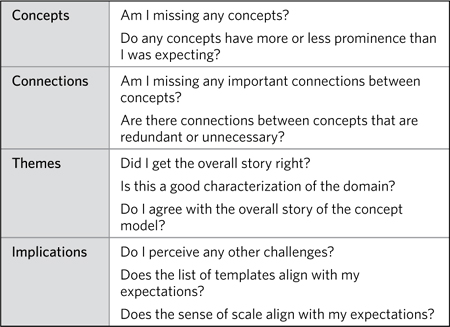 Concepts
Am I missing any concepts?
Do any concepts have more or less prominence than
I was expecting?
Connections
Am I missing any important connections between
concepts?
Are there connections between concepts that are
redundant or unnecessary?
Themes
Did I get the overall story right?
Is this a good characterization of the domain?
Do I agree with the overall story of the concept
model?
Implications
Do I perceive any other challenges?
Does the list of templates align with my
expectations?
Does the sense of scale align with my expectations?